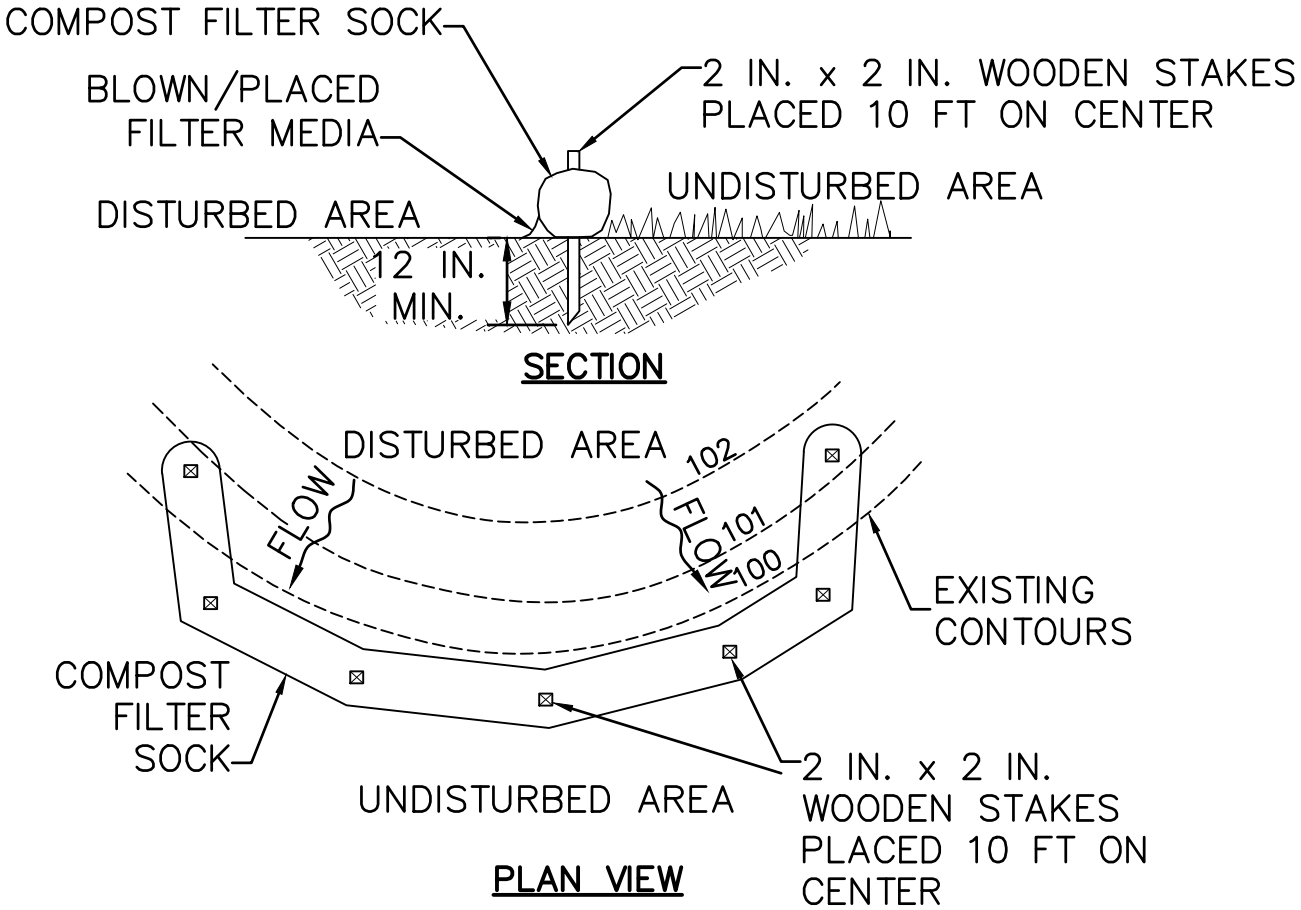 COMPOST FILTER SOCK
BLOWN/PLACED
FILTER MEDIA
2 IN. x 2 IN. WOODEN STAKES
PLACED 10 FT ON CENTER
DISTURBED AREA
UNDISTURBED AREA
12 IN.
MIN.
SECTION
DISTURBED AREA
102
FLOW
FLOW
101
100
EXISTING
CONTOURS
COMPOST
FILTER
SOCK
2 IN. x 2 IN.
WOODEN STAKES
PLACED 10 FT ON
CENTER
UNDISTURBED AREA
PLAN VIEW